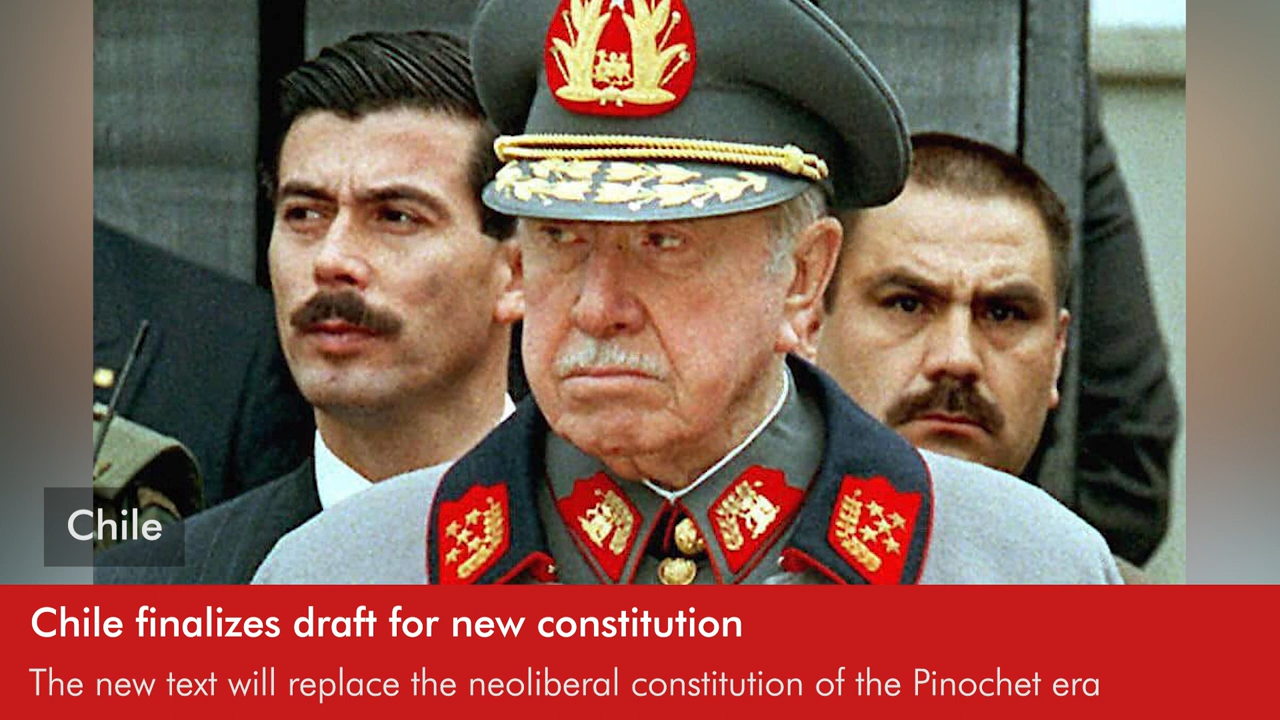 Chile
Chile finalizes draft for new constitution
The new text will replace the neoliberal constitution of the Pinochet era